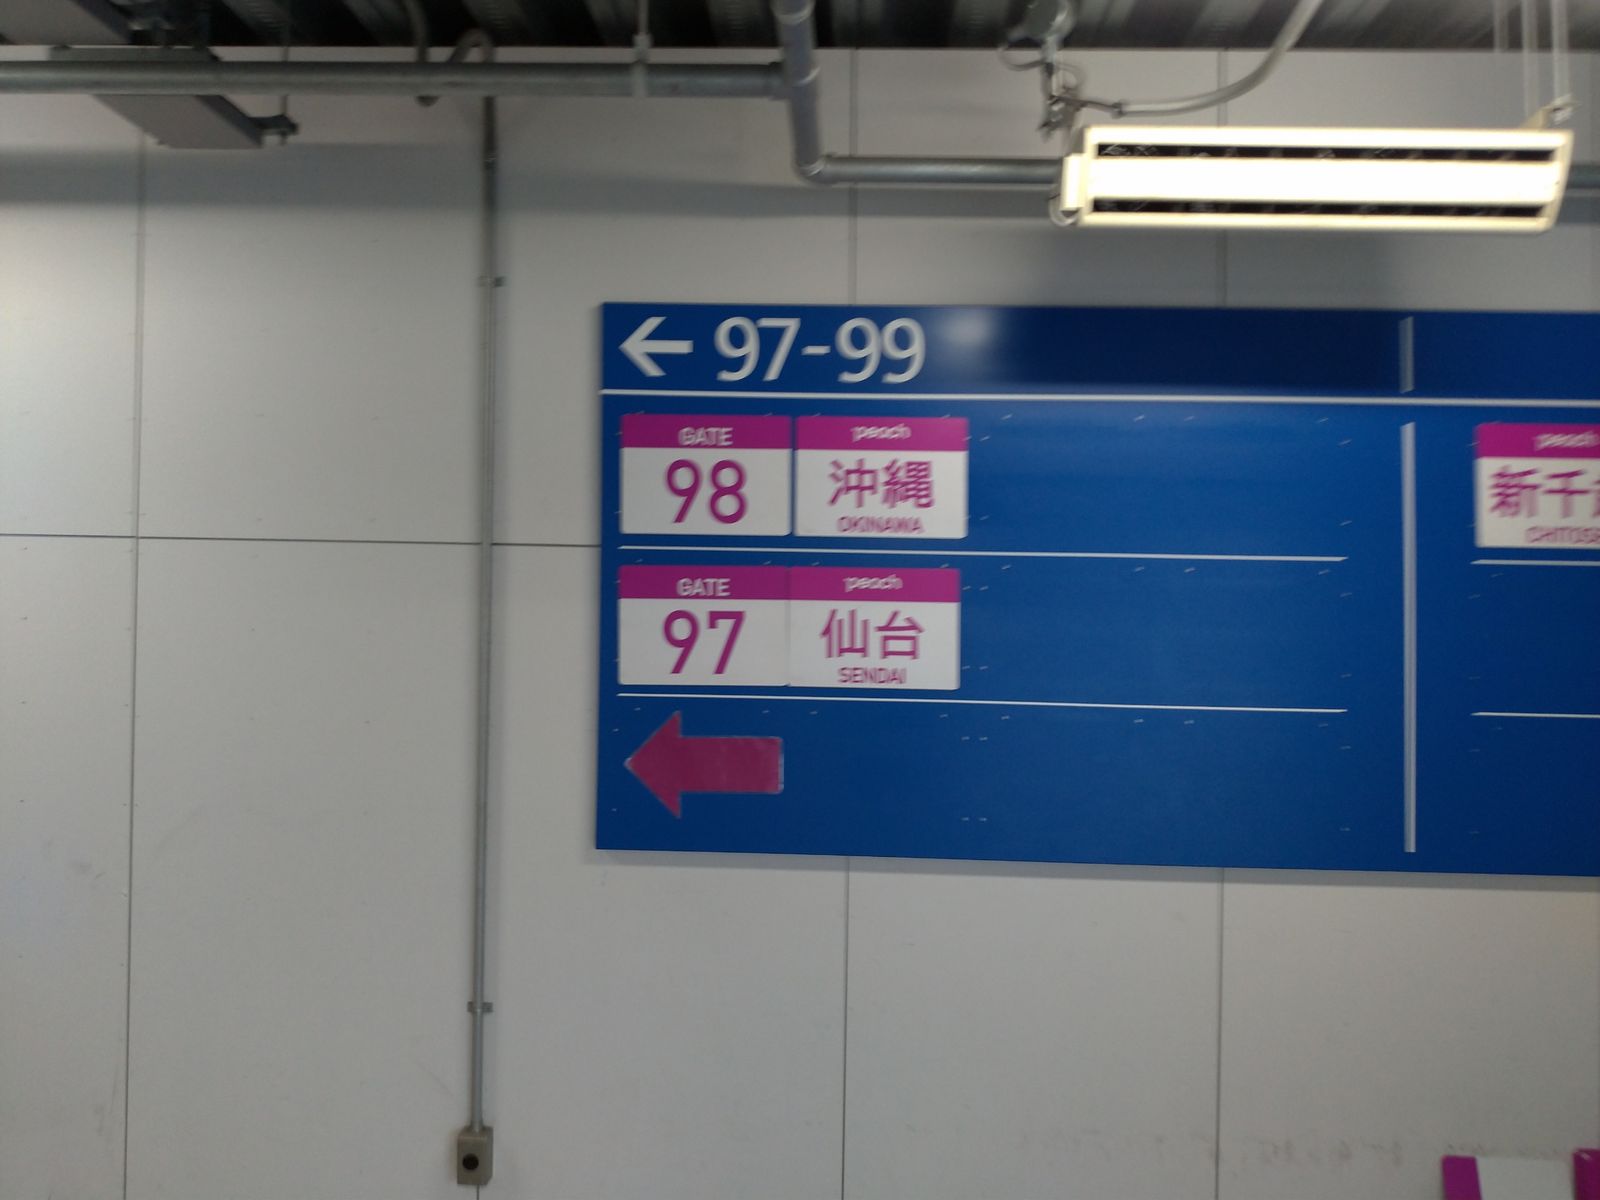 ← 97-99
GATE
98
peach
沖縄
OKINAWA
GATE
97
peach
仙台
SENDAI
peach
新千